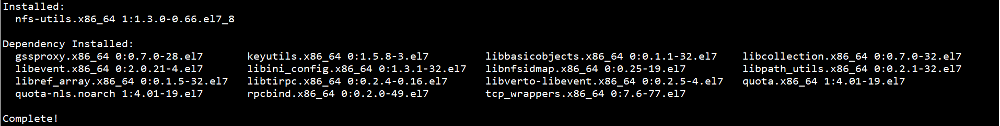 Installed:
  nfs-utils.x86_64 1:1.3.0-0.66.el7_8

Dependency Installed:
  gssproxy.x86_64 0:0.7.0-28.el7       keyutils.x86_64 0:1.5.8-3.el7         libbasicobjects.x86_64 0:0.1.1-32.el7    libcollection.x86_64 0:0.7.0-32.el7
  libevent.x86_64 0:2.0.21-4.el7       libini_config.x86_64 0:1.3.1-32.el7   libnfsidmap.x86_64 0:0.25-19.el7         libpath_utils.x86_64 0:0.2.1-32.el7
  libref_array.x86_64 0:0.1.5-32.el7   libtirpc.x86_64 0:0.2.4-0.16.el7      libverto-libevent.x86_64 0:0.2.5-4.el7   quota.x86_64 1:4.01-19.el7
  quota-nls.noarch 1:4.01-19.el7       rpcbind.x86_64 0:0.2.0-49.el7         tcp_wrappers.x86_64 0:7.6-77.el7

Complete!